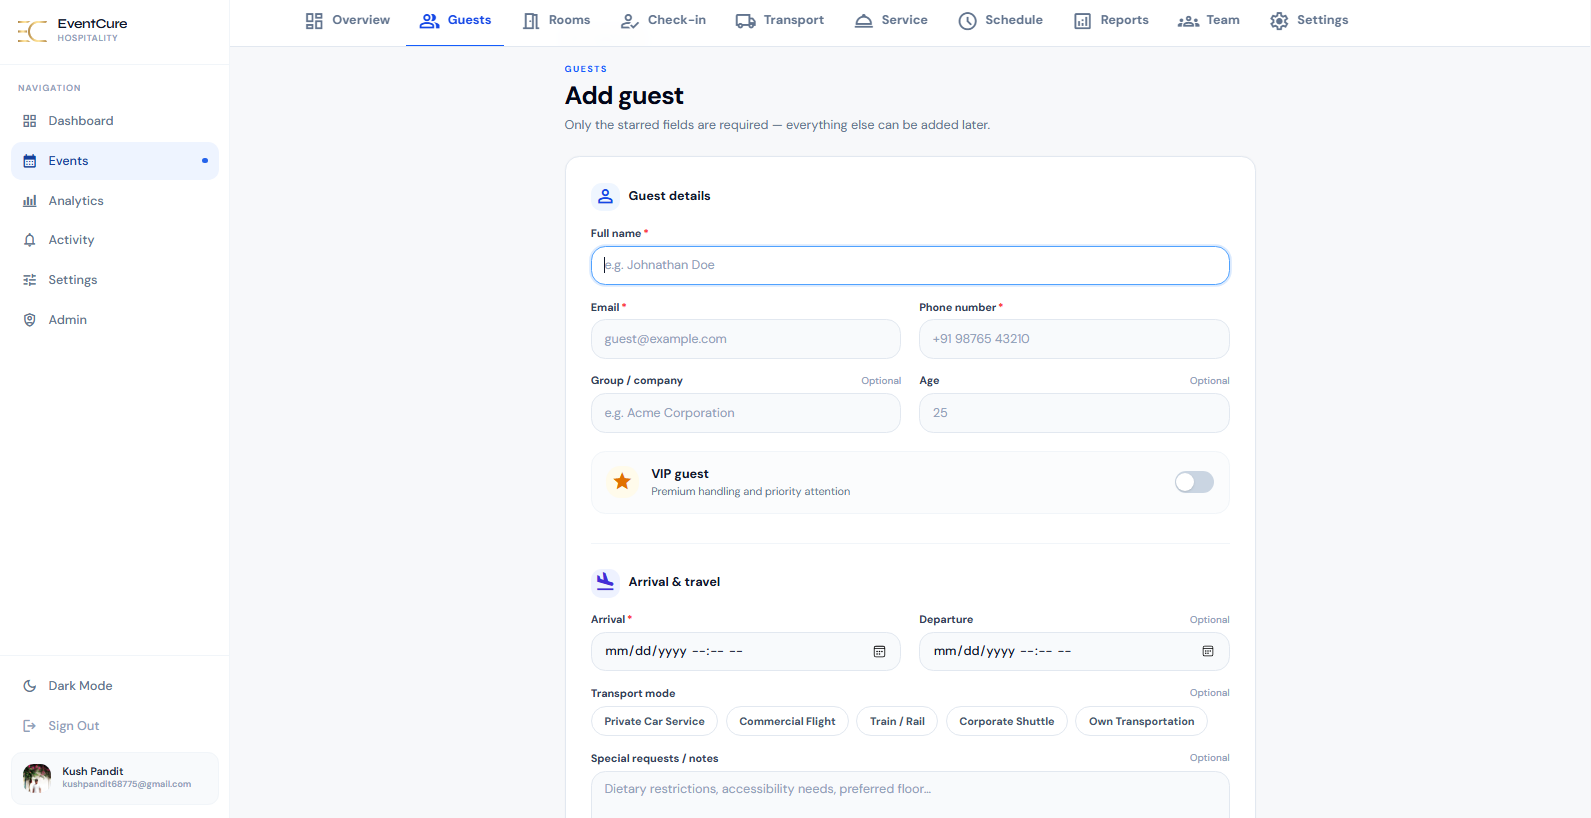 EventCure
HOSPITALITY
Overview
Guests
Rooms
Check-in
Transport
Service
Schedule
Reports
Team
Settings
NAVIGATION
Dashboard
Events
Analytics
Activity
Settings
Admin
Dark Mode
Sign Out
Kush Pandit
kushpandit68775@gmail.com
GUESTS
Add guest
Only the starred fields are required — everything else can be added later.
Guest details
Full name *
e.g. Johnathan Doe
Email * Phone number *
guest@example.com +91 98765 43210
Group / company Optional Age Optional
e.g. Acme Corporation 25
VIP guest
Premium handling and priority attention
Arrival & travel
Arrival * Departure Optional
mm/dd/yyyy --:-- -- mm/dd/yyyy --:-- --
Transport mode Optional
Private Car Service Commercial Flight Train / Rail Corporate Shuttle Own Transportation
Special requests / notes Optional
Dietary restrictions, accessibility needs, preferred floor...